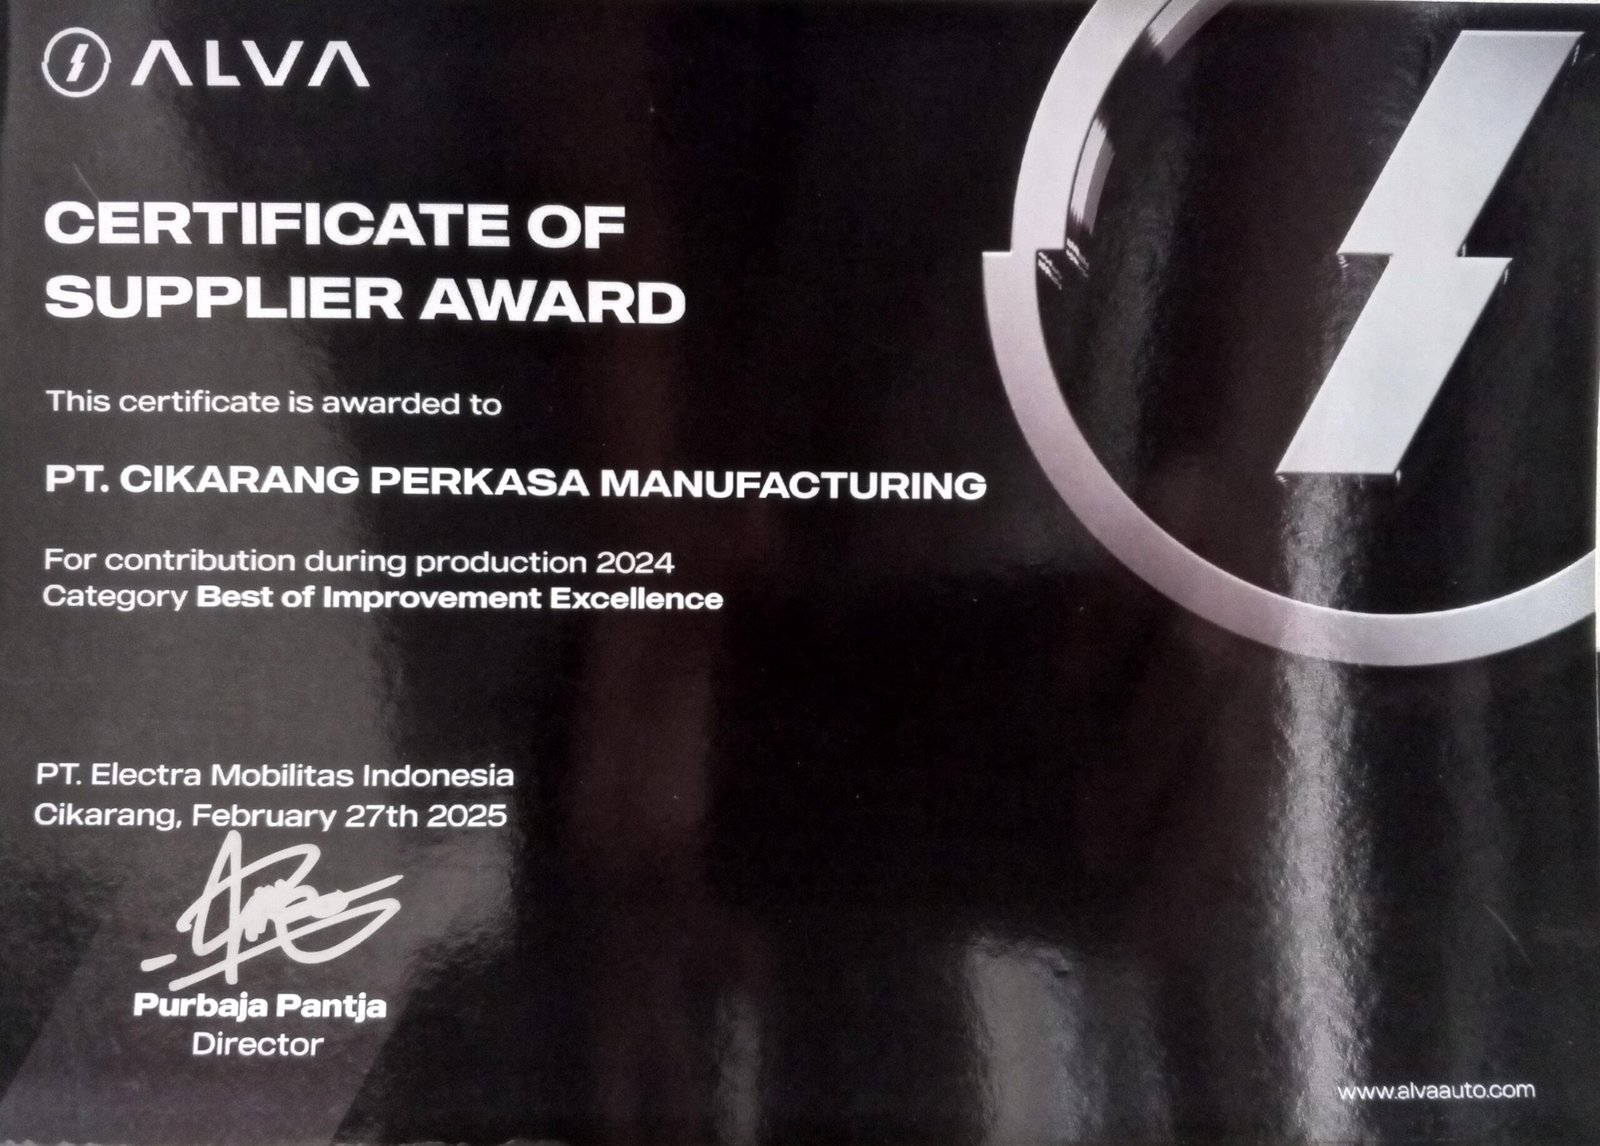 ALVA
CERTIFICATE OF
SUPPLIER AWARD
This certificate is awarded to
PT. CIKARANG PERKASA MANUFACTURING
For contribution during production 2024
Category Best of Improvement Excellence
PT. Electra Mobilitas Indonesia
Cikarang, February 27th 2025
Purbaja Pantja
Director
www.alvaauto.com